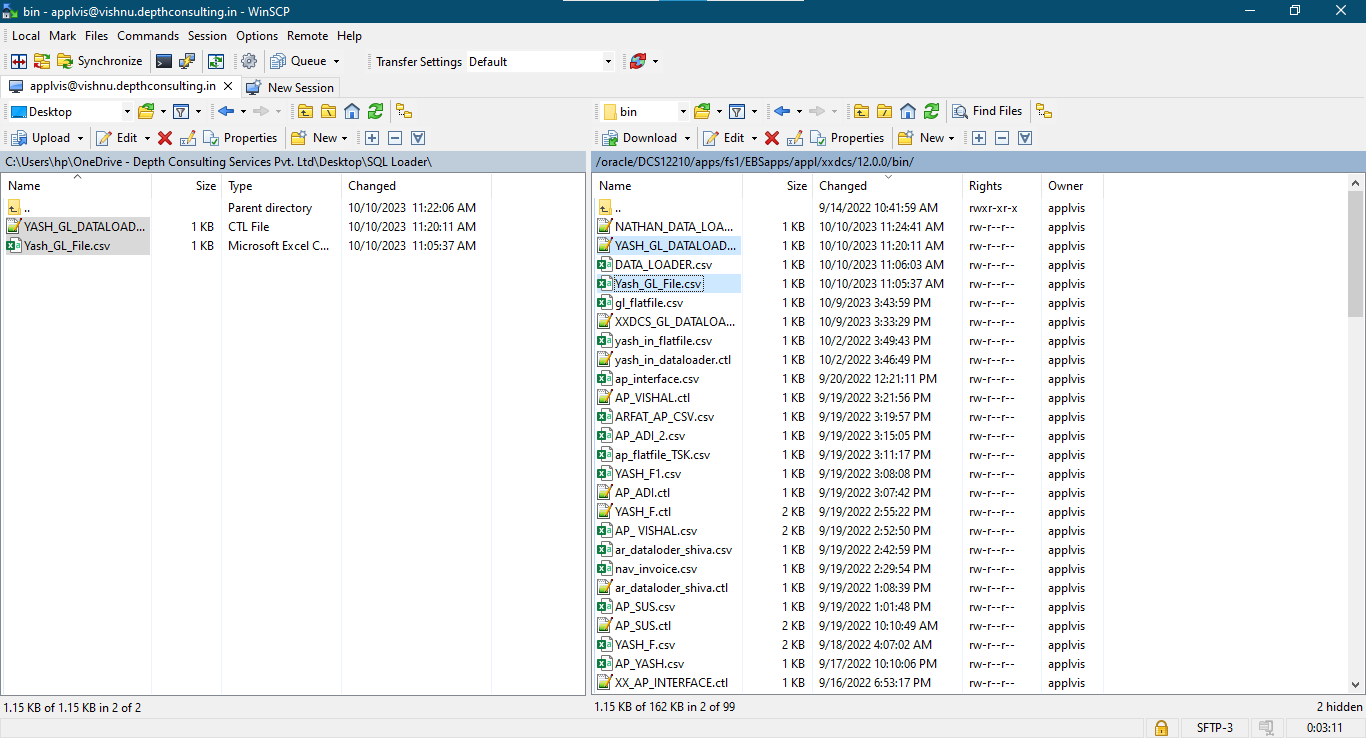 bin - applvis@vishnu.depthconsulting.in - WinSCP
Local Mark Files Commands Session Options Remote Help
Synchronize Queue Transfer Settings Default
applvis@vishnu.depthconsulting.in New Session
Desktop bin Find Files
Upload Edit Properties New Download Edit Properties New
C:\Users\hp\OneDrive - Depth Consulting Services Pvt. Ltd\Desktop\SQL Loader\
Name Size Type Changed
.. Parent directory 10/10/2023 11:22:06 AM
YASH_GL_DATALOAD... 1 KB CTL File 10/10/2023 11:20:11 AM
Yash_GL_File.csv 1 KB Microsoft Excel C... 10/10/2023 11:05:37 AM
1.15 KB of 1.15 KB in 2 of 2
/oracle/DCS12210/apps/fs1/EBSapps/appl/xxdcs/12.0.0/bin/
Name Size Changed Rights Owner
.. 9/14/2022 10:41:59 AM rwxr-xr-x applvis
NATHAN_DATA_LOA... 1 KB 10/10/2023 11:24:41 AM rw-r--r-- applvis
YASH_GL_DATALOAD... 1 KB 10/10/2023 11:20:11 AM rw-r--r-- applvis
DATA_LOADER.csv 1 KB 10/10/2023 11:06:03 AM rw-r--r-- applvis
Yash_GL_File.csv 1 KB 10/10/2023 11:05:37 AM rw-r--r-- applvis
gl_flatfile.csv 1 KB 10/9/2023 3:43:59 PM rw-r--r-- applvis
XXDCS_GL_DATALOA... 1 KB 10/9/2023 3:33:29 PM rw-r--r-- applvis
yash_in_flatfile.csv 1 KB 10/2/2023 3:49:43 PM rw-r--r-- applvis
yash_in_dataloader.ctl 1 KB 10/2/2023 3:46:49 PM rw-r--r-- applvis
ap_interface.csv 1 KB 9/20/2022 12:21:11 PM rw-r--r-- applvis
AP_VISHAL.ctl 1 KB 9/19/2022 3:21:56 PM rw-r--r-- applvis
ARFAT_AP_CSV.csv 1 KB 9/19/2022 3:19:57 PM rw-r--r-- applvis
AP_ADI_2.csv 1 KB 9/19/2022 3:15:05 PM rw-r--r-- applvis
ap_flatfile_TSK.csv 1 KB 9/19/2022 3:11:17 PM rw-r--r-- applvis
YASH_F1.csv 1 KB 9/19/2022 3:08:08 PM rw-r--r-- applvis
AP_ADI.ctl 1 KB 9/19/2022 3:07:42 PM rw-r--r-- applvis
YASH_F.ctl 2 KB 9/19/2022 2:55:22 PM rw-r--r-- applvis
AP_ VISHAL.csv 2 KB 9/19/2022 2:52:50 PM rw-r--r-- applvis
ar_dataloder_shiva.csv 1 KB 9/19/2022 2:42:59 PM rw-r--r-- applvis
nav_invoice.csv 1 KB 9/19/2022 2:29:54 PM rw-r--r-- applvis
ar_dataloder_shiva.ctl 1 KB 9/19/2022 1:08:39 PM rw-r--r-- applvis
AP_SUS.csv 1 KB 9/19/2022 1:01:48 PM rw-r--r-- applvis
AP_SUS.ctl 2 KB 9/19/2022 10:10:49 AM rw-r--r-- applvis
YASH_F.csv 2 KB 9/18/2022 4:07:02 AM rw-r--r-- applvis
AP_YASH.csv 1 KB 9/17/2022 10:10:06 PM rw-r--r-- applvis
XX_AP_INTERFACE.ctl 1 KB 9/16/2022 6:53:17 PM rw-r--r-- applvis
1.15 KB of 162 KB in 2 of 99 2 hidden
SFTP-3 0:03:11